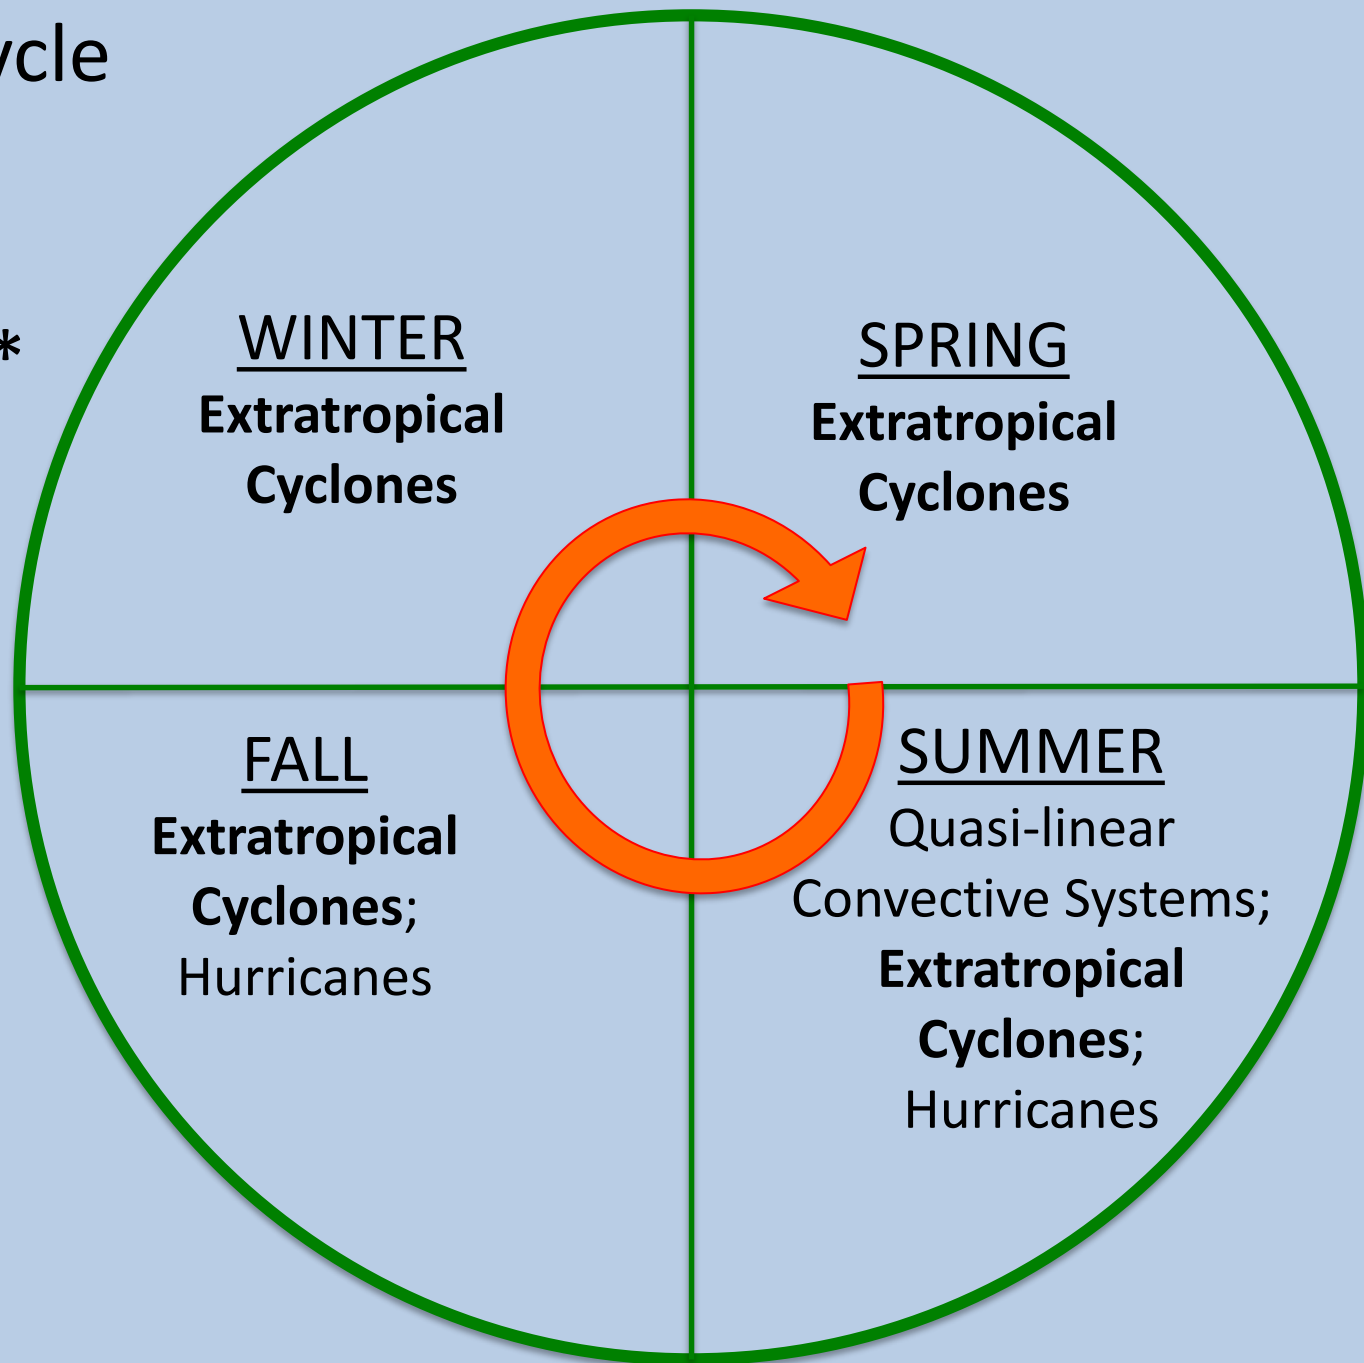 ycle
*
WINTER
Extratropical
Cyclones
SPRING
Extratropical
Cyclones
FALL
Extratropical
Cyclones;
Hurricanes
SUMMER
Quasi-linear
Convective Systems;
Extratropical
Cyclones;
Hurricanes